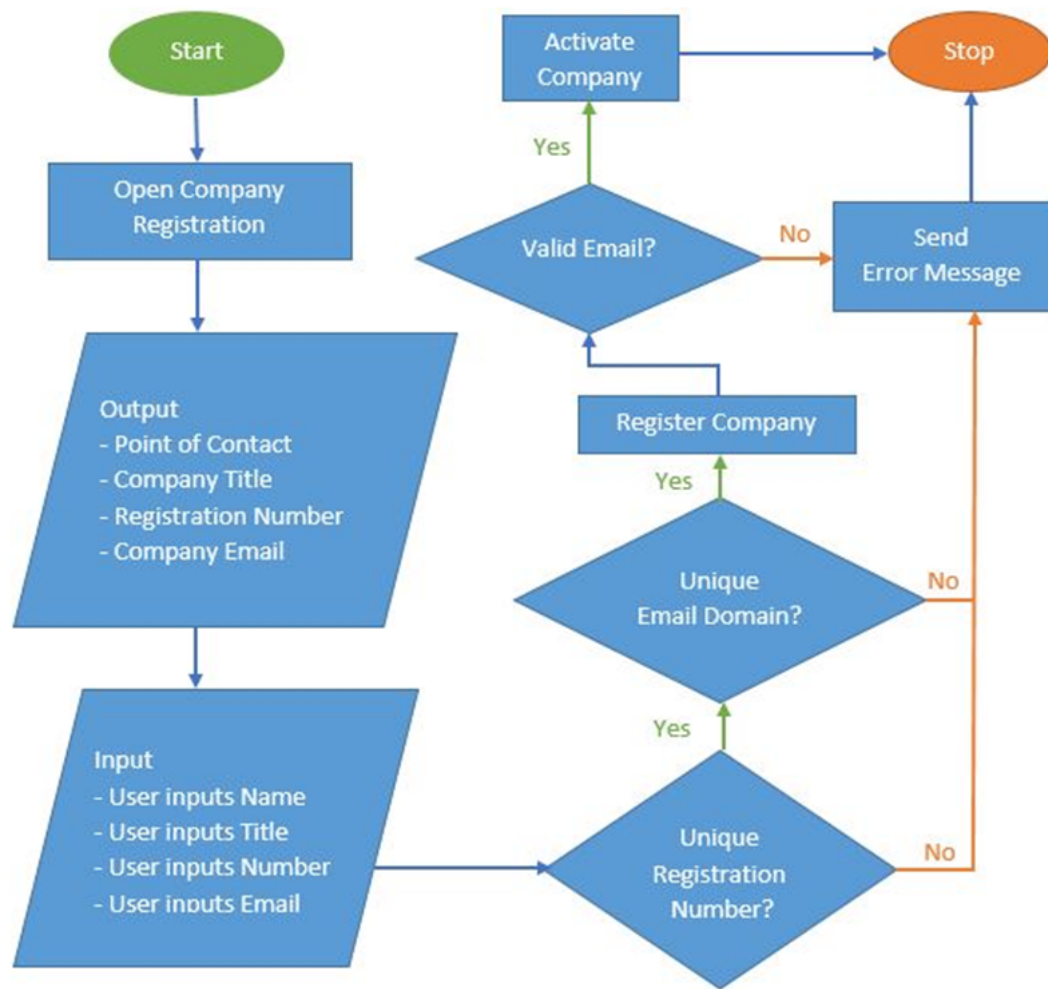 Start
Open Company
Registration
Output
- Point of Contact
- Company Title
- Registration Number
- Company Email
Input
- User inputs Name
- User inputs Title
- User inputs Number
- User inputs Email
Unique
Registration
Number?
No
Yes
Unique
Email Domain?
No
Yes
Register Company
Valid Email?
No
Send
Error Message
Yes
Activate
Company
Stop